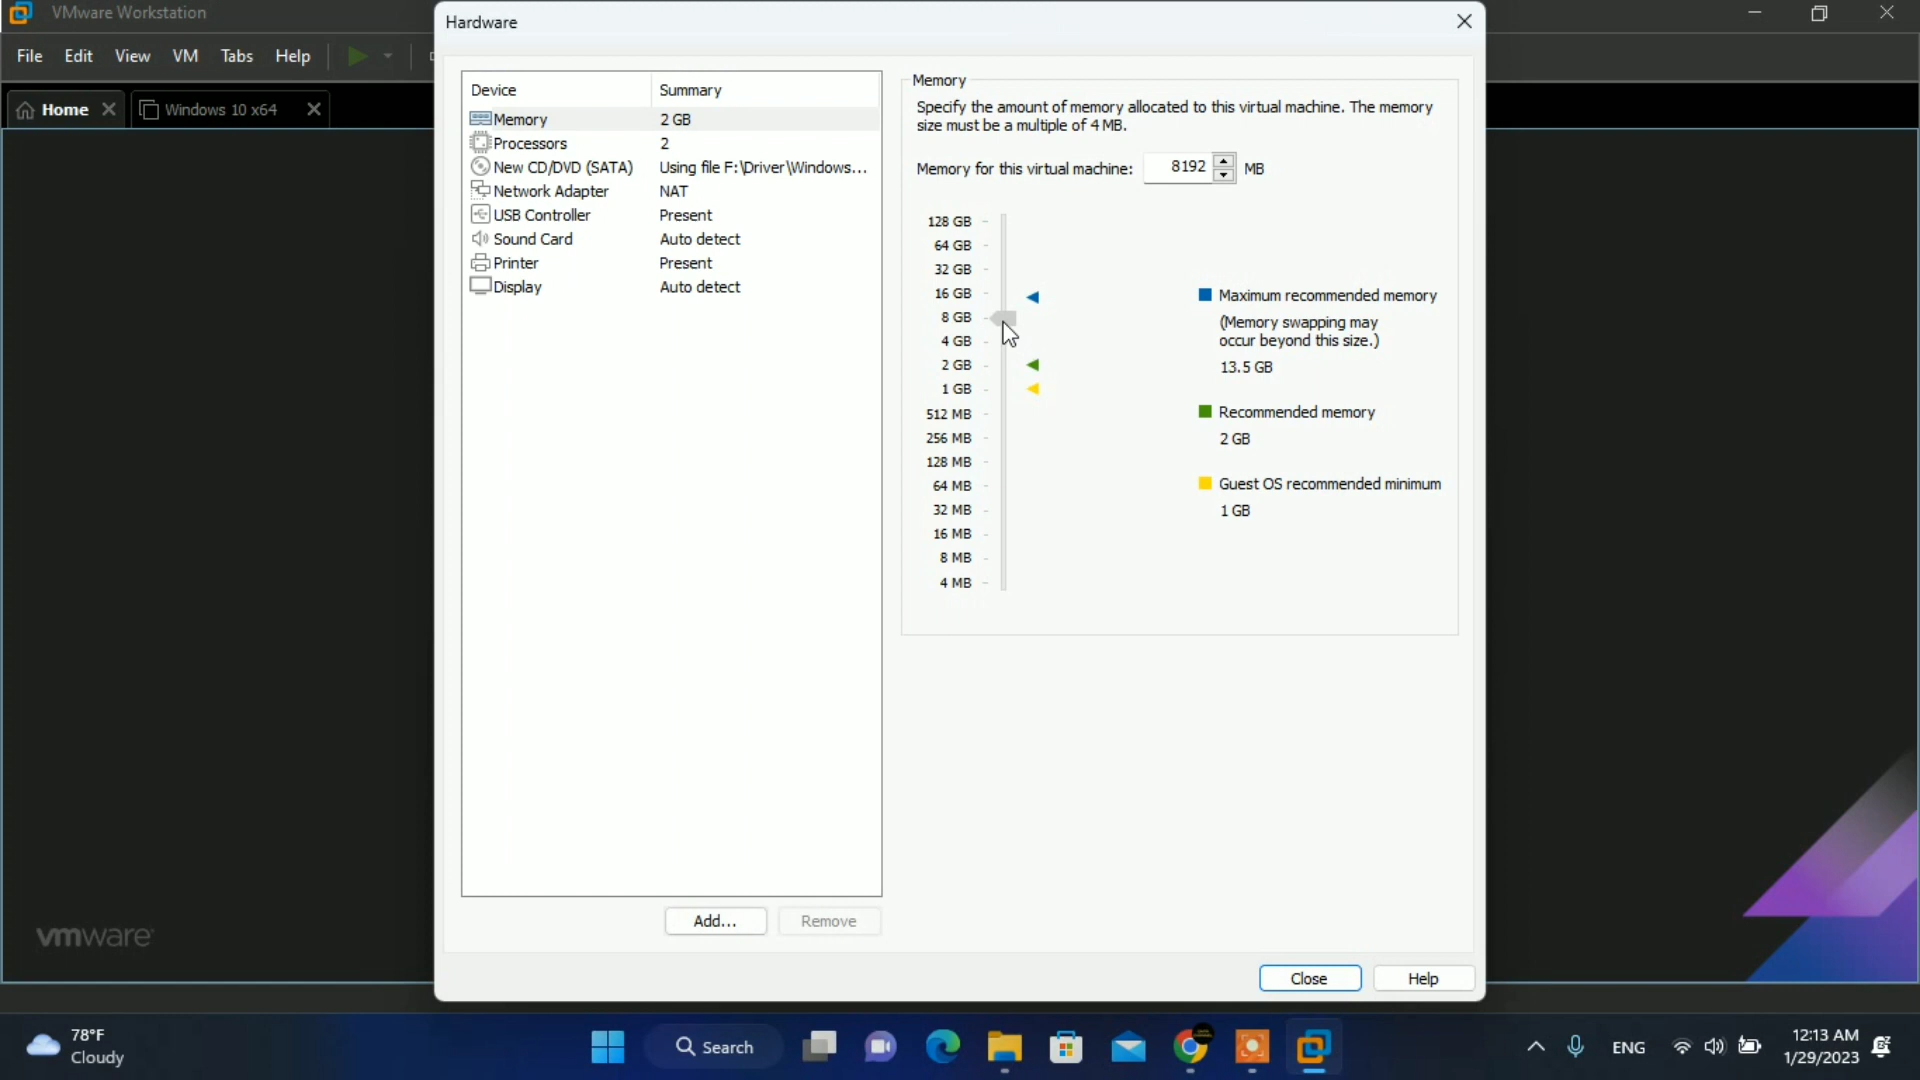 VMware Workstation
File Edit View VM Tabs Help
Home
Windows 10 x64
Hardware
Device Summary
Memory 2 GB
Processors 2
New CD/DVD (SATA) Using file F:\Driver\Windows...
Network Adapter NAT
USB Controller Present
Sound Card Auto detect
Printer Present
Display Auto detect
Add... Remove
Memory
Specify the amount of memory allocated to this virtual machine. The memory
size must be a multiple of 4 MB.
Memory for this virtual machine: 8192 MB
128 GB
64 GB
32 GB
16 GB
8 GB
4 GB
2 GB
1 GB
512 MB
256 MB
128 MB
64 MB
32 MB
16 MB
8 MB
4 MB
Maximum recommended memory
(Memory swapping may
occur beyond this size.)
13.5 GB
Recommended memory
2 GB
Guest OS recommended minimum
1 GB
Close Help
vmware
78°F
Cloudy
Search
ENG
12:13 AM
1/29/2023